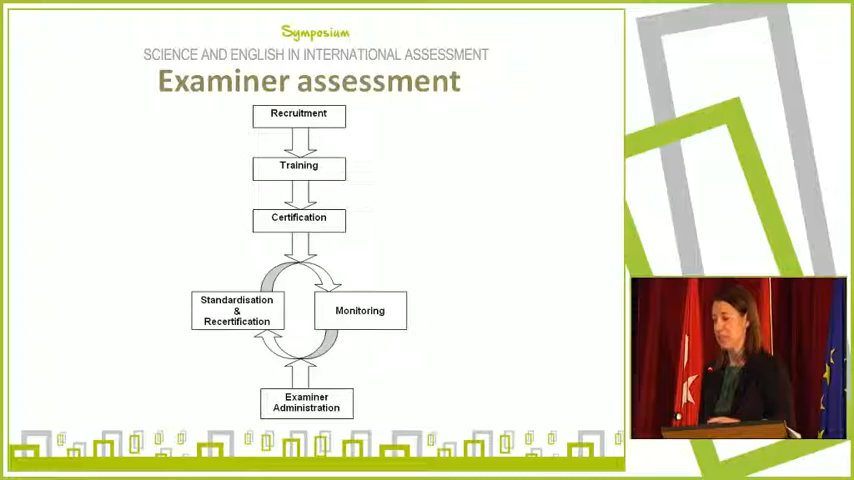 Symposium
SCIENCE AND ENGLISH IN INTERNATIONAL ASSESSMENT
Examiner assessment
Recruitment
Training
Certification
Standardisation
&
Recertification
Monitoring
Examiner
Administration